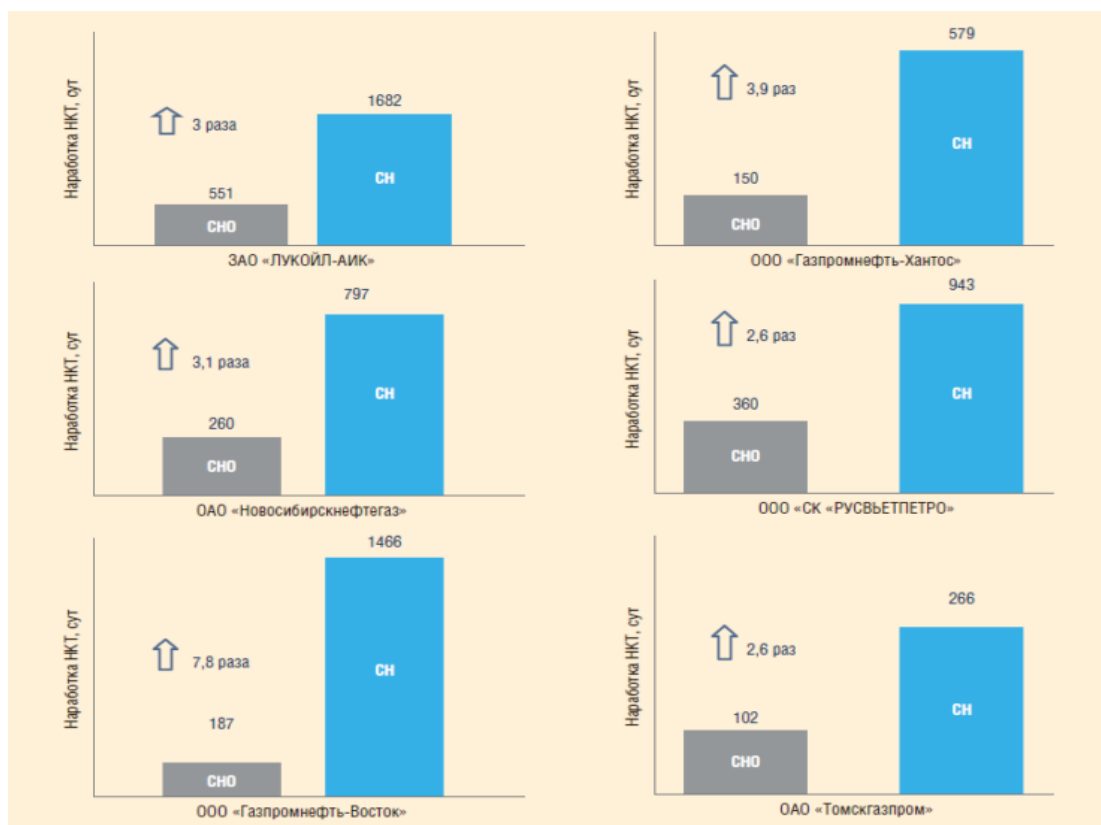 Наработка НКТ, сут
3 раза
551
СНО
1682
СН
ЗАО «ЛУКОЙЛ-АИК»
Наработка НКТ, сут
3,9 раз
150
СНО
579
СН
ООО «Газпромнефть-Хантос»
Наработка НКТ, сут
3,1 раза
260
СНО
797
СН
ОАО «Новосибирскнефтегаз»
Наработка НКТ, сут
2,6 раз
360
СНО
943
СН
ООО «СК «РУСВЬЕТПЕТРО»
Наработка НКТ, сут
7,8 раза
187
СНО
1466
СН
ООО «Газпромнефть-Восток»
Наработка НКТ, сут
2,6 раз
102
СНО
266
СН
ОАО «Томскгазпром»